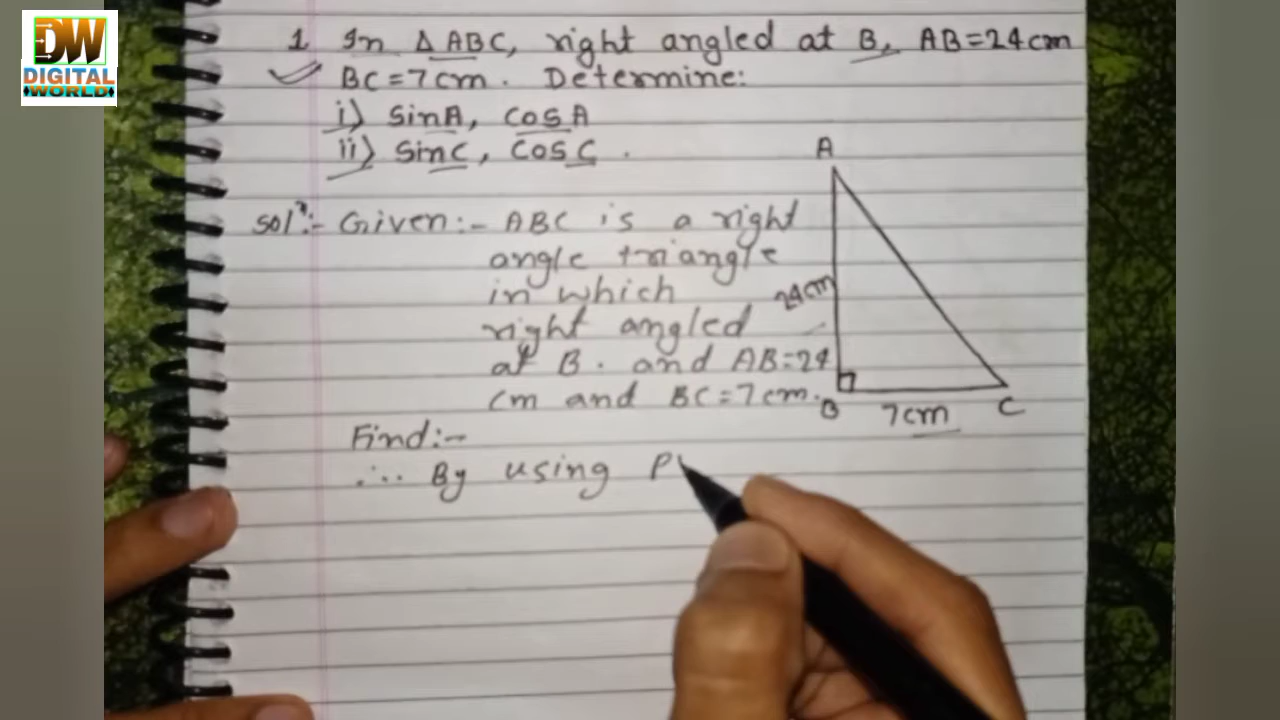 DW
DIGITAL
WORLD
1 In Δ ABC, right angled at B, AB=24cm
BC=7cm. Determine:
i) SinA, COSA
ii) SinC, COSC.
A
Solⁿ:- Given:- ABC is a right
angle triangle
in which
24cm
right angled
at B. and AB=24
cm and BC=7cm.
B
7cm
C
Find:-
∴ By using P